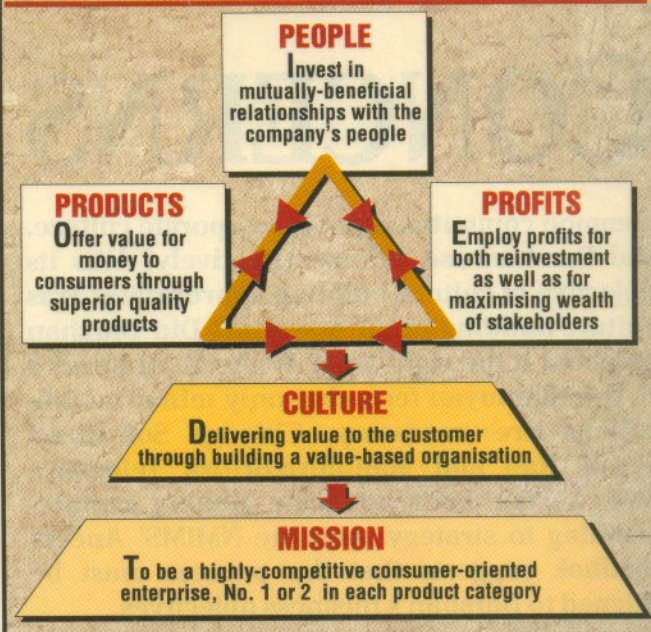 PEOPLE
Invest in
mutually-beneficial
relationships with the
company's people
PRODUCTS
Offer value for
money to
consumers through
superior quality
products
PROFITS
Employ profits for
both reinvestment
as well as for
maximising wealth
of stakeholders
CULTURE
Delivering value to the customer
through building a value-based organisation
MISSION
To be a highly-competitive consumer-oriented
enterprise, No. 1 or 2 in each product category